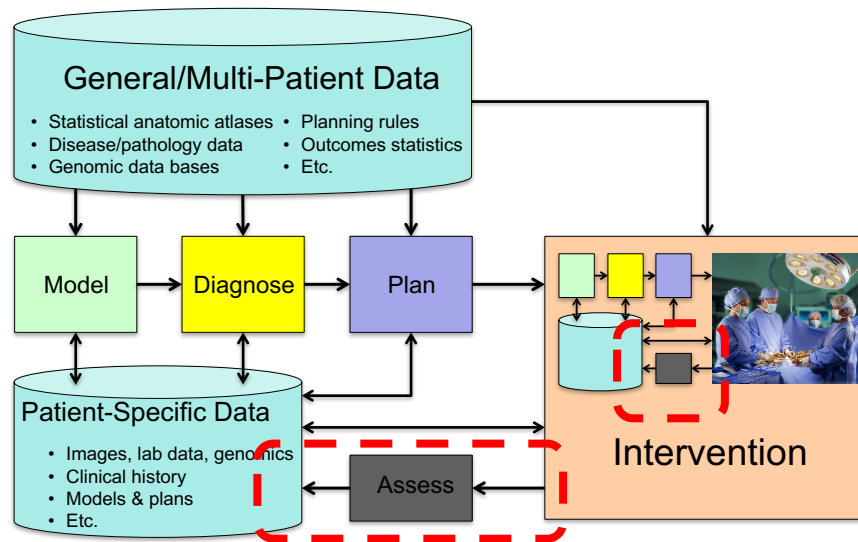 General/Multi-Patient Data
• Statistical anatomic atlases
• Disease/pathology data
• Genomic data bases
• Planning rules
• Outcomes statistics
• Etc.
Model
Diagnose
Plan
Patient-Specific Data
• Images, lab data, genomics
• Clinical history
• Models & plans
• Etc.
Assess
Intervention